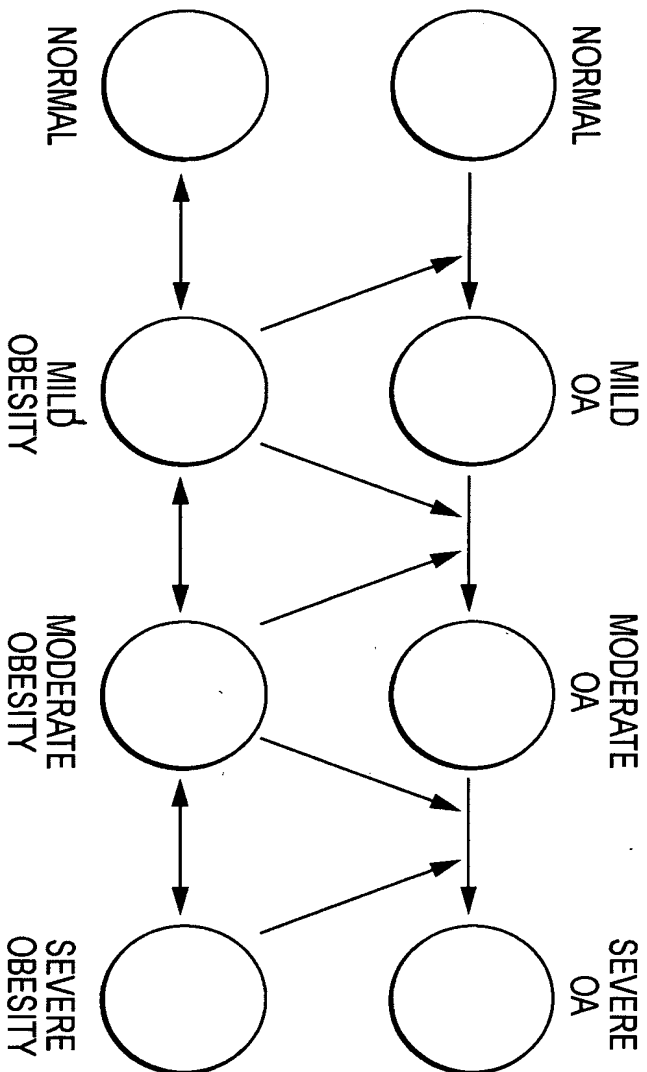 NORMAL
MILD
OA
MODERATE
OA
SEVERE
OA
NORMAL
MILD
OBESITY
MODERATE
OBESITY
SEVERE
OBESITY